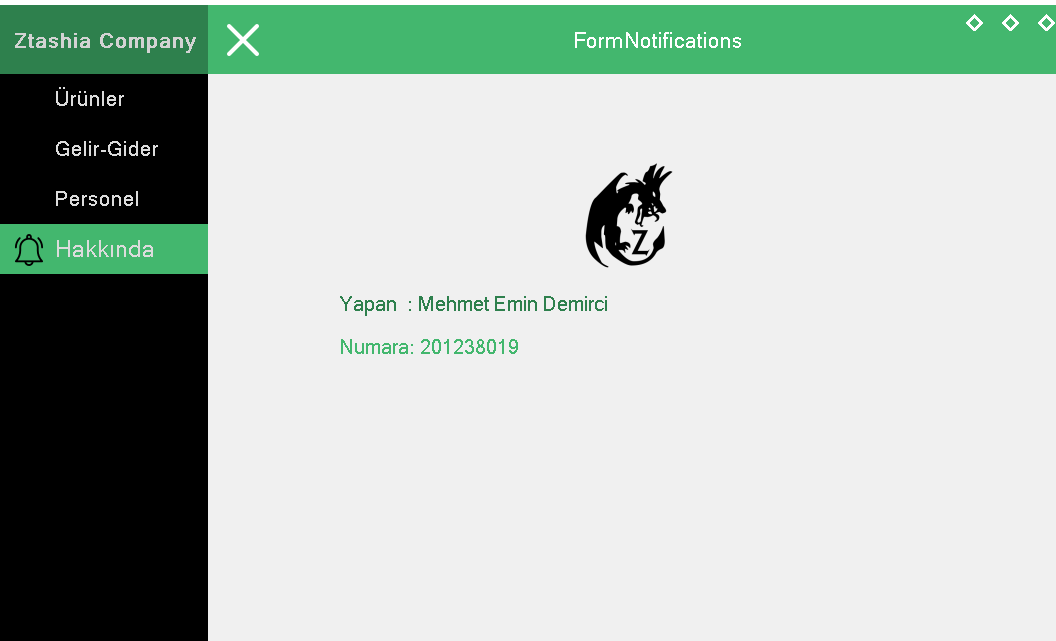 Ztashia Company
FormNotifications
Ürünler
Gelir-Gider
Personel
Hakkında
Z
Yapan : Mehmet Emin Demirci
Numara: 201238019